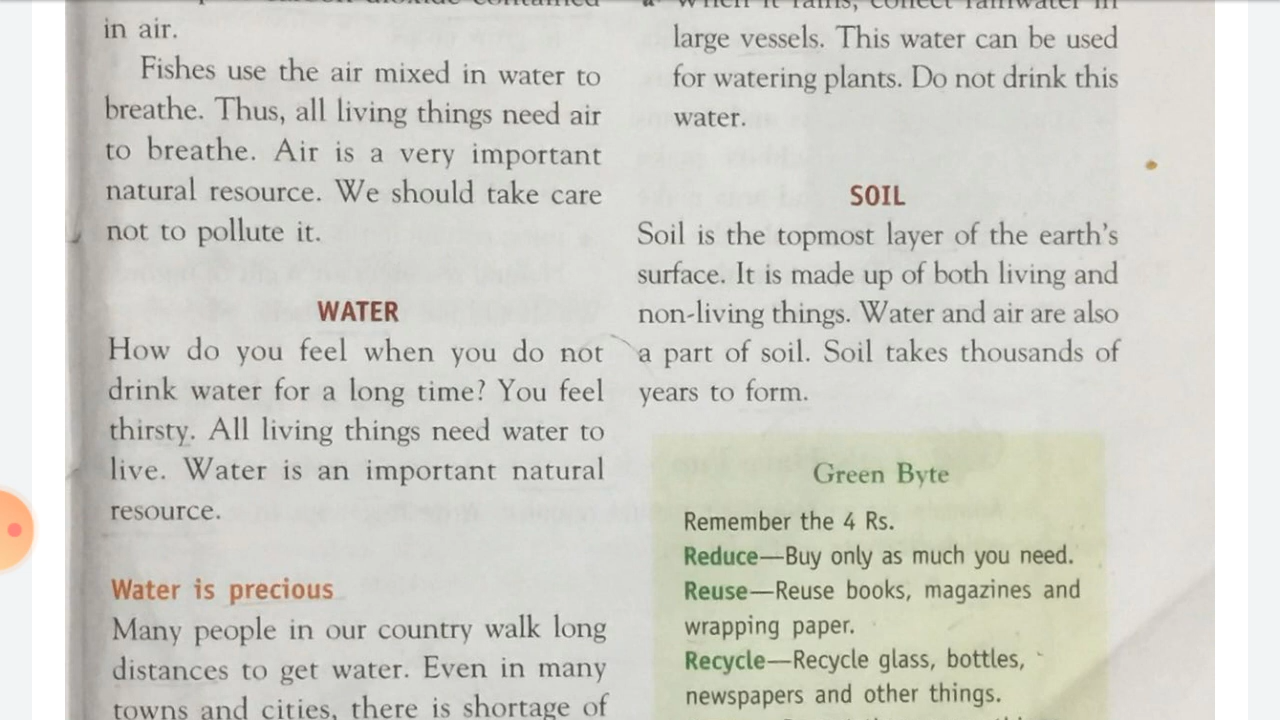 in air.
Fishes use the air mixed in water to
breathe. Thus, all living things need air
to breathe. Air is a very important
natural resource. We should take care
not to pollute it.
WATER
How do you feel when you do not
drink water for a long time? You feel
thirsty. All living things need water to
live. Water is an important natural
resource.
Water is precious
Many people in our country walk long
distances to get water. Even in many
towns and cities, there is shortage of
When it rains, collect rainwater in
large vessels. This water can be used
for watering plants. Do not drink this
water.
SOIL
Soil is the topmost layer of the earth's
surface. It is made up of both living and
non-living things. Water and air are also
a part of soil. Soil takes thousands of
years to form.
Green Byte
Remember the 4 Rs.
Reduce—Buy only as much you need.
Reuse—Reuse books, magazines and
wrapping paper.
Recycle—Recycle glass, bottles,
newspapers and other things.